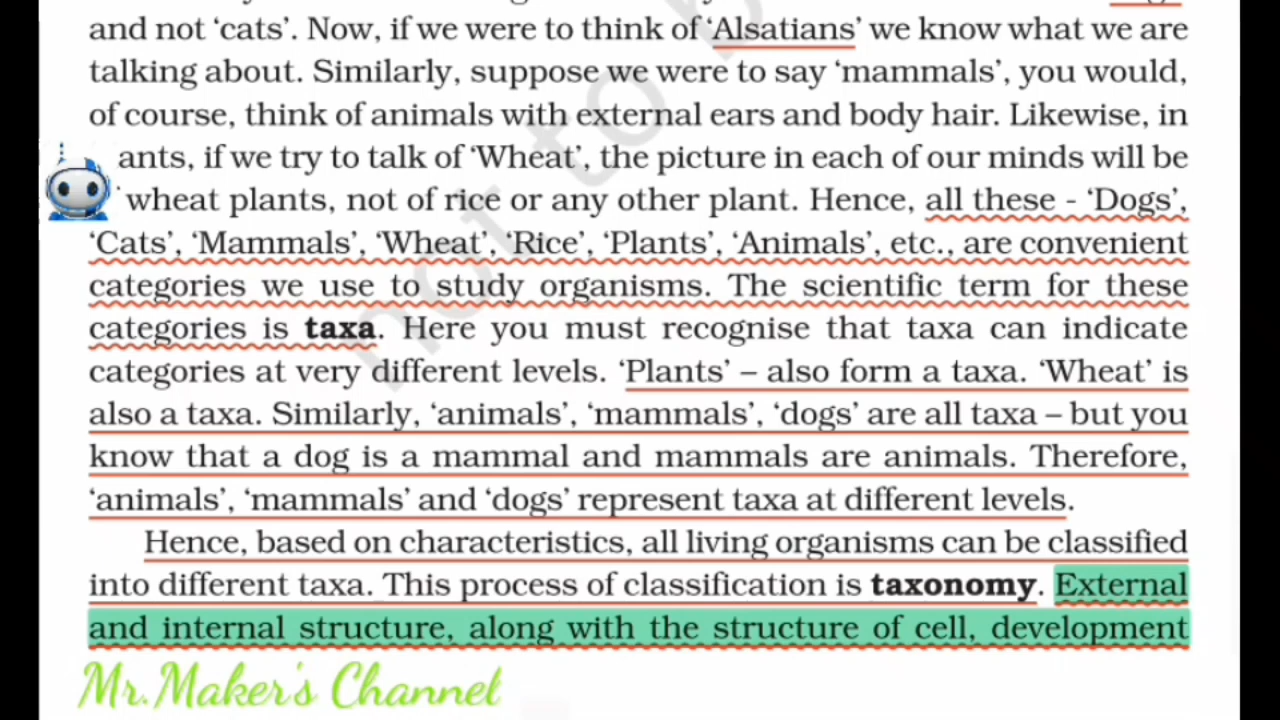 and not ‘cats’. Now, if we were to think of ‘Alsatians’ we know what we are
talking about. Similarly, suppose we were to say ‘mammals’, you would,
of course, think of animals with external ears and body hair. Likewise, in
ants, if we try to talk of ‘Wheat’, the picture in each of our minds will be
wheat plants, not of rice or any other plant. Hence, all these - ‘Dogs’,
‘Cats’, ‘Mammals’, ‘Wheat’, ‘Rice’, ‘Plants’, ‘Animals’, etc., are convenient
categories we use to study organisms. The scientific term for these
categories is taxa. Here you must recognise that taxa can indicate
categories at very different levels. ‘Plants’ – also form a taxa. ‘Wheat’ is
also a taxa. Similarly, ‘animals’, ‘mammals’, ‘dogs’ are all taxa – but you
know that a dog is a mammal and mammals are animals. Therefore,
‘animals’, ‘mammals’ and ‘dogs’ represent taxa at different levels.
Hence, based on characteristics, all living organisms can be classified
into different taxa. This process of classification is taxonomy. External
and internal structure, along with the structure of cell, development
Mr.Maker's Channel
not to b